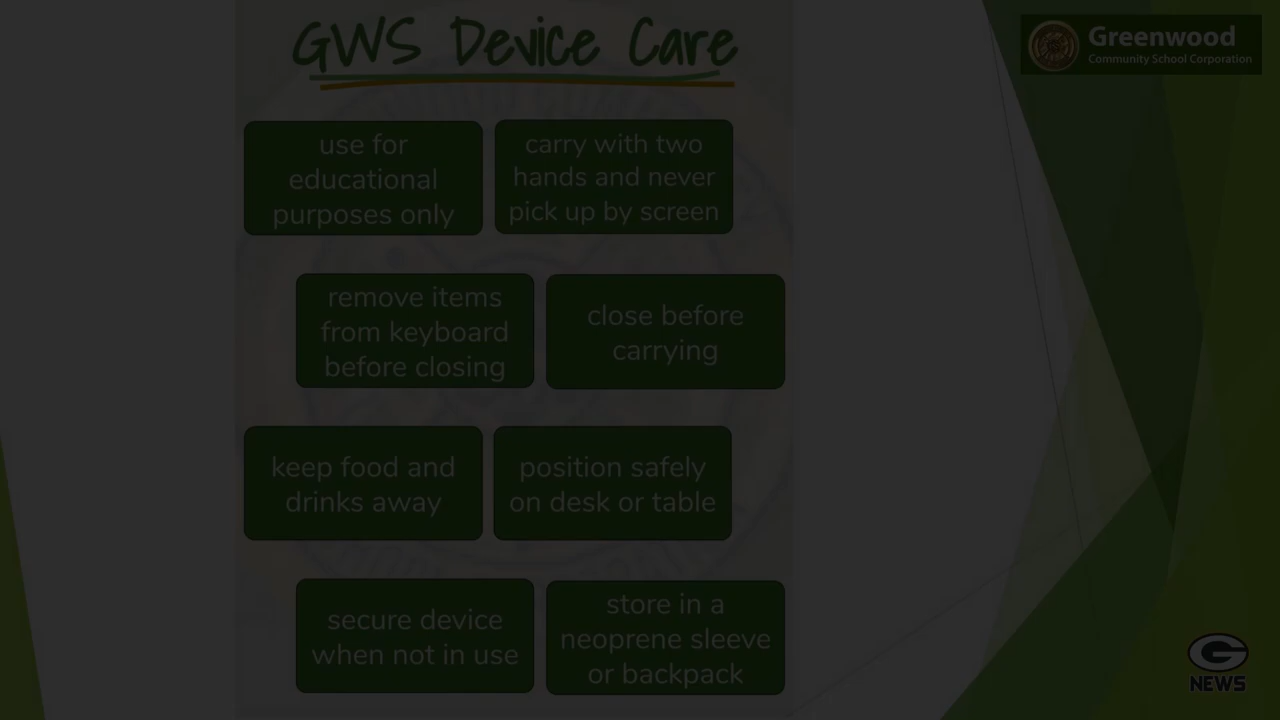 GWS Device Care
Greenwood
Community School Corporation
use for
educational
purposes only
carry with two
hands and never
pick up by screen
remove items
from keyboard
before closing
close before
carrying
keep food and
drinks away
position safely
on desk or table
secure device
when not in use
store in a
neoprene sleeve
or backpack
G
NEWS